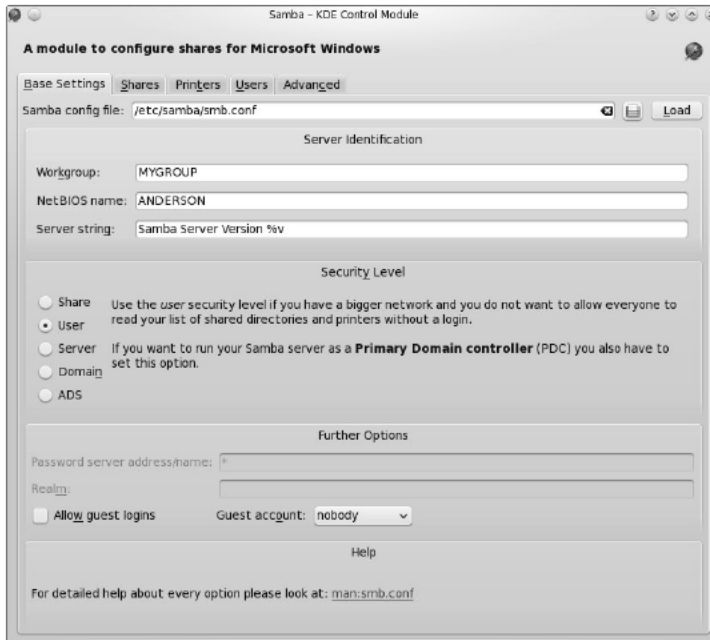 Samba – KDE Control Module
A module to configure shares for Microsoft Windows
Base Settings Shares Printers Users Advanced
Samba config file: /etc/samba/smb.conf Load
Server Identification
Workgroup: MYGROUP
NetBIOS name: ANDERSON
Server string: Samba Server Version %v
Security Level
Share
User
Server
Domain
ADS
Use the user security level if you have a bigger network and you do not want to allow everyone to
read your list of shared directories and printers without a login.
If you want to run your Samba server as a Primary Domain controller (PDC) you also have to
set this option.
Further Options
Password server address/name: *
Realm:
Allow guest logins Guest account: nobody
Help
For detailed help about every option please look at: man:smb.conf